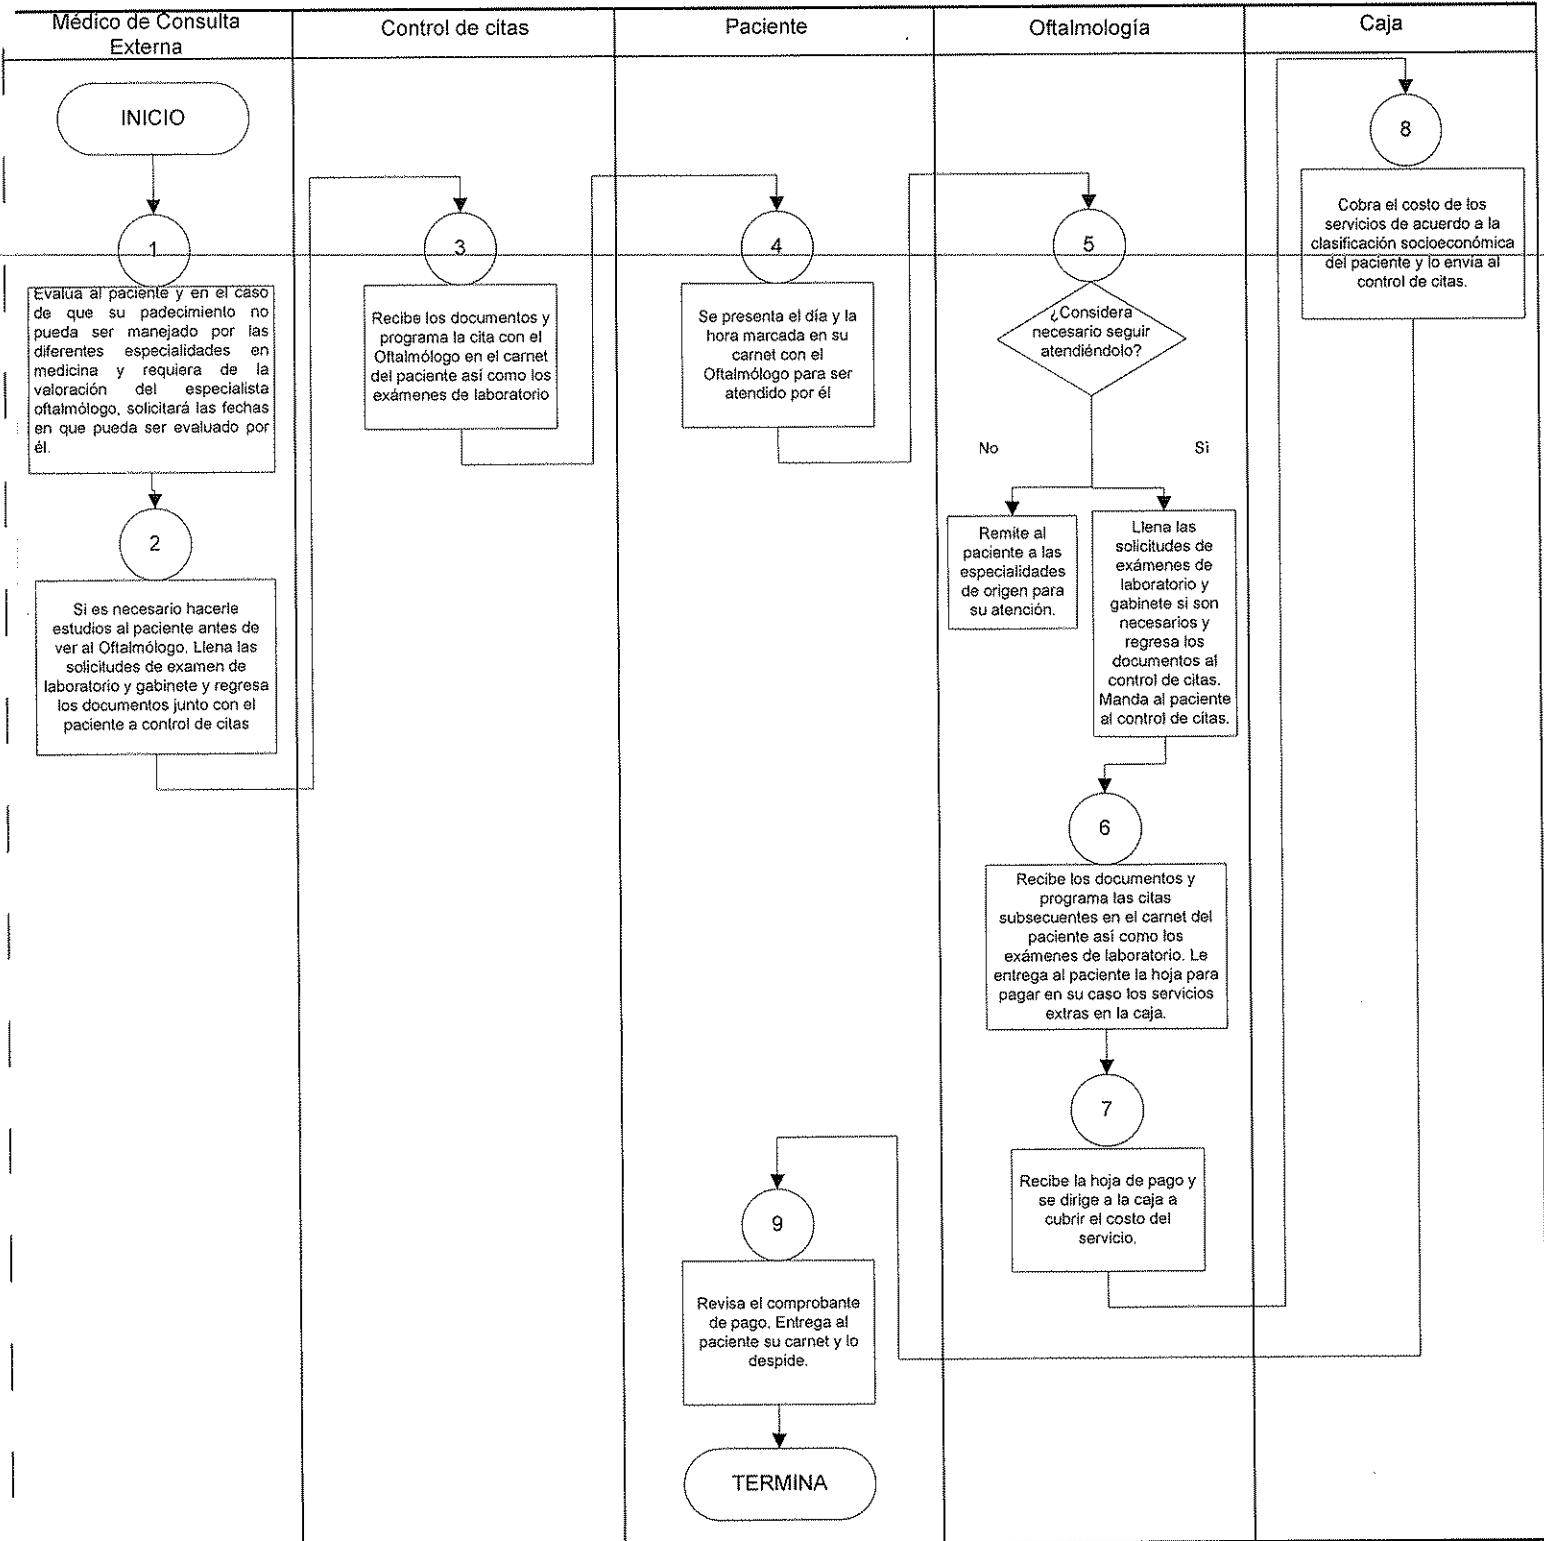 Médico de Consulta
Externa
Control de citas
Paciente
Oftalmología
Caja
INICIO
1
Evalúa al paciente y en el caso
de que su padecimiento no
pueda ser manejado por las
diferentes especialidades en
medicina y requiera de la
valoración del especialista
oftalmólogo, solicitará las fechas
en que pueda ser evaluado por
él.
2
Si es necesario hacerle
estudios al paciente antes de
ver al Oftalmólogo. Llena las
solicitudes de examen de
laboratorio y gabinete y regresa
los documentos junto con el
paciente a control de citas
3
Recibe los documentos y
programa la cita con el
Oftalmólogo en el carnet
del paciente así como los
exámenes de laboratorio
4
Se presenta el día y la
hora marcada en su
carnet con el
Oftalmólogo para ser
atendido por él
5
¿Considera
necesario seguir
atendiéndolo?
No
Sì
Remite al
paciente a las
especialidades
de origen para
su atención.
Llena las
solicitudes de
exámenes de
laboratorio y
gabinete si son
necesarios y
regresa los
documentos al
control de citas.
Manda al paciente
al control de citas.
6
Recibe los documentos y
programa las citas
subsecuentes en el carnet del
paciente así como los
exámenes de laboratorio. Le
entrega al paciente la hoja para
pagar en su caso los servicios
extras en la caja.
7
Recibe la hoja de pago y
se dirige a la caja a
cubrir el costo del
servicio.
8
Cobra el costo de los
servicios de acuerdo a la
clasificación socioeconómica
del paciente y lo envía al
control de citas.
9
Revisa el comprobante
de pago. Entrega al
paciente su carnet y lo
despide.
TERMINA